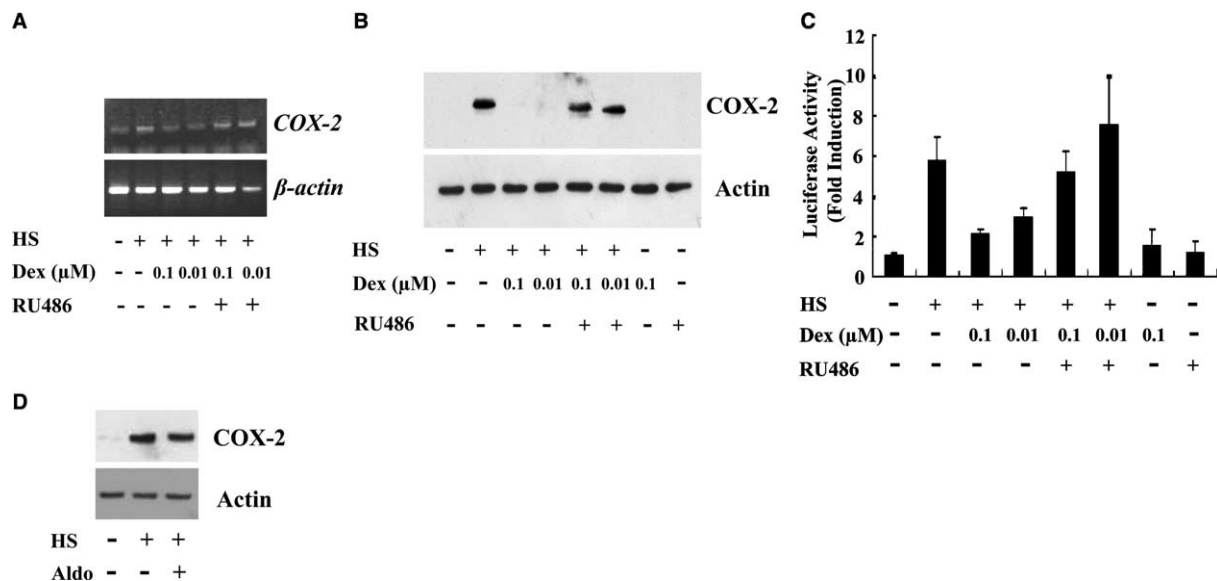 A
COX-2
β-actin
HS - + + + + +
Dex (μM) - - 0.1 0.01 0.1 0.01
RU486 - - - - + +
B
COX-2
Actin
HS - + + + + + - -
Dex (μM) - - 0.1 0.01 0.1 0.01 0.1 -
RU486 - - - - + + - +
C
Luciferase Activity
(Fold Induction)
12
10
8
6
4
2
0
HS - + + + + + - -
Dex (μM) - - 0.1 0.01 0.1 0.01 0.1 -
RU486 - - - - + + - +
D
COX-2
Actin
HS - + +
Aldo - - +